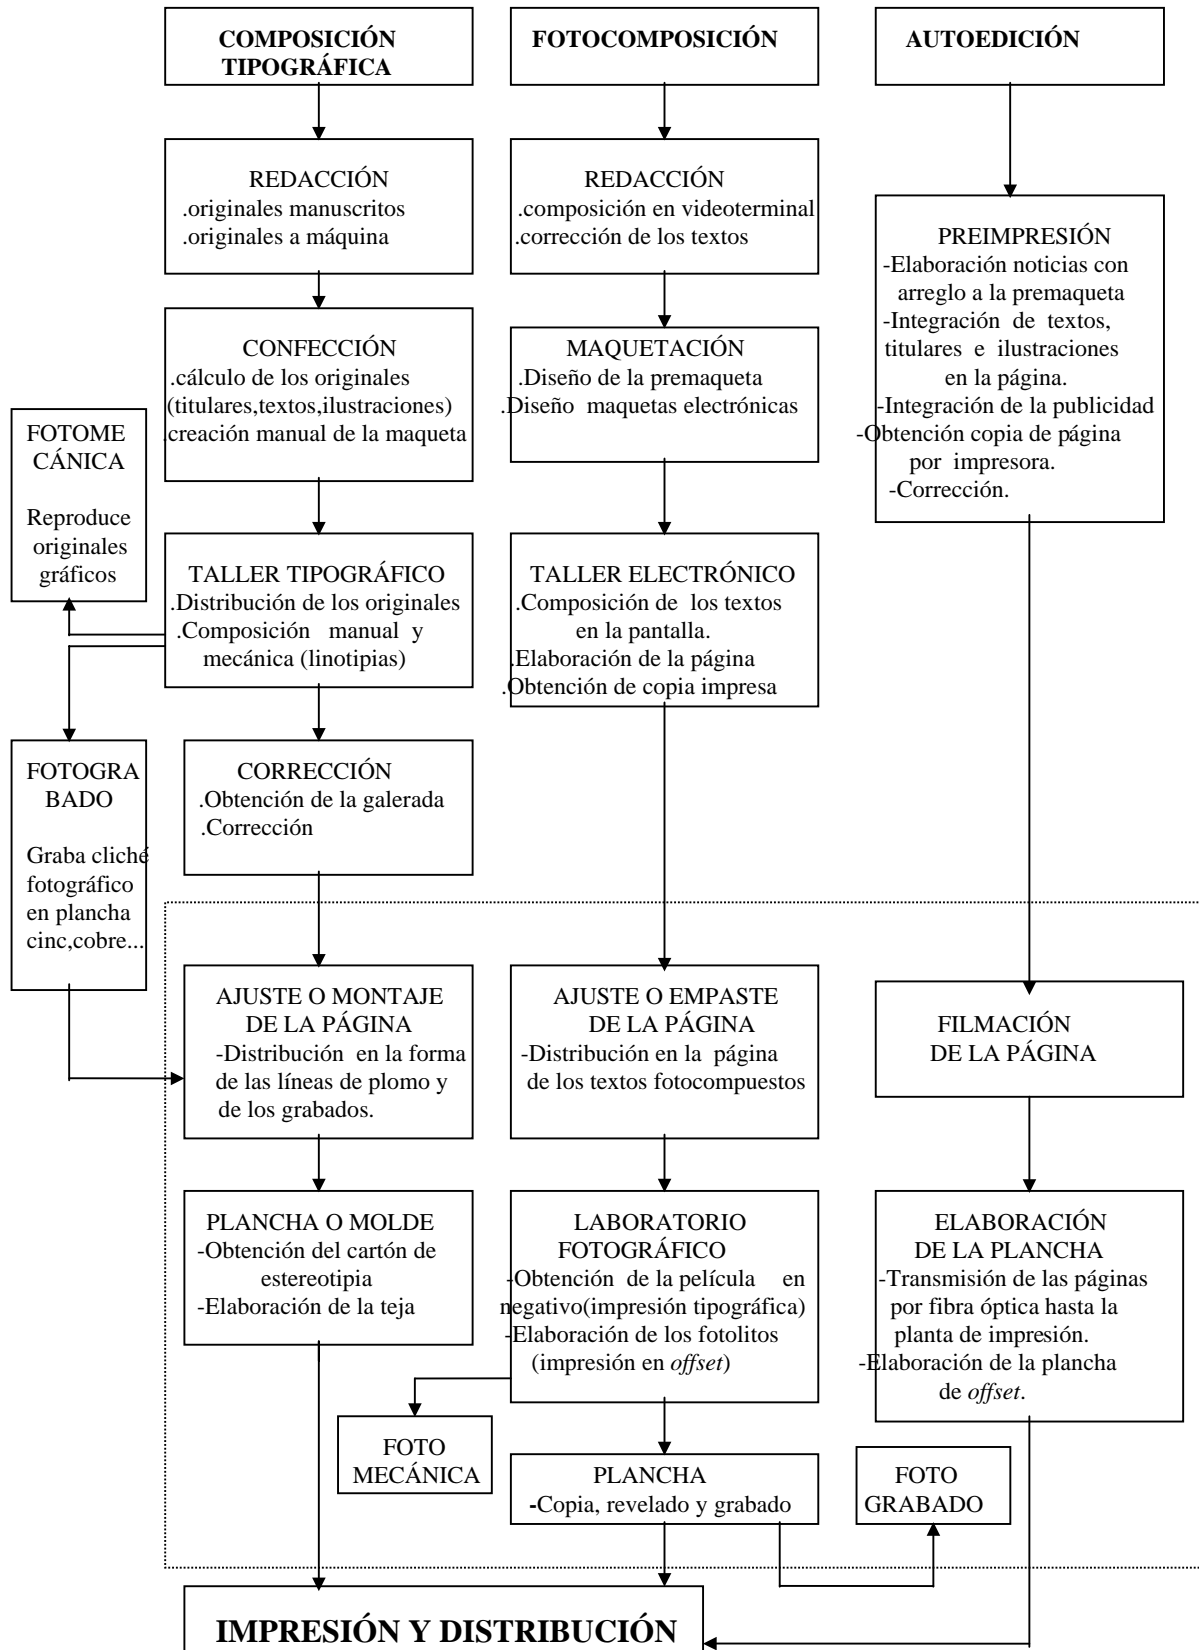 COMPOSICIÓN
TIPOGRÁFICA
FOTOCOMPOSICIÓN
AUTOEDICIÓN
REDACCIÓN
.originales manuscritos
.originales a máquina
REDACCIÓN
.composición en videoterminal
.corrección de los textos
PREIMPRESIÓN
-Elaboración noticias con
arreglo a la premaqueta
-Integración de textos,
titulares e ilustraciones
en la página.
-Integración de la publicidad
-Obtención copia de página
por impresora.
-Corrección.
CONFECCIÓN
.cálculo de los originales
(titulares,textos,ilustraciones)
.creación manual de la maqueta
MAQUETACIÓN
.Diseño de la premaqueta
.Diseño maquetas electrónicas
FOTOME
CÁNICA
Reproduce
originales
gráficos
TALLER TIPOGRÁFICO
.Distribución de los originales
.Composición manual y
mecánica (linotipias)
TALLER ELECTRÓNICO
.Composición de los textos
en la pantalla.
.Elaboración de la página
.Obtención de copia impresa
FOTOGRA
BADO
Graba cliché
fotográfico
en plancha
cinc,cobre...
CORRECCIÓN
.Obtención de la galerada
.Corrección
AJUSTE O MONTAJE
DE LA PÁGINA
-Distribución en la forma
de las líneas de plomo y
de los grabados.
AJUSTE O EMPASTE
DE LA PÁGINA
-Distribución en la página
de los textos fotocompuestos
FILMACIÓN
DE LA PÁGINA
PLANCHA O MOLDE
-Obtención del cartón de
estereotipia
-Elaboración de la teja
LABORATORIO
FOTOGRÁFICO
-Obtención de la película en
negativo(impresión tipográfica)
-Elaboración de los fotolitos
(impresión en offset)
ELABORACIÓN
DE LA PLANCHA
-Transmisión de las páginas
por fibra óptica hasta la
planta de impresión.
-Elaboración de la plancha
de offset.
FOTO
MECÁNICA
PLANCHA
-Copia, revelado y grabado
FOTO
GRABADO
IMPRESIÓN Y DISTRIBUCIÓN